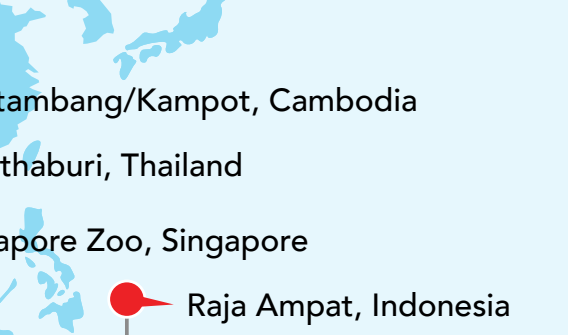 tambang/Kampot, Cambodia
thaburi, Thailand
apore Zoo, Singapore
Raja Ampat, Indonesia